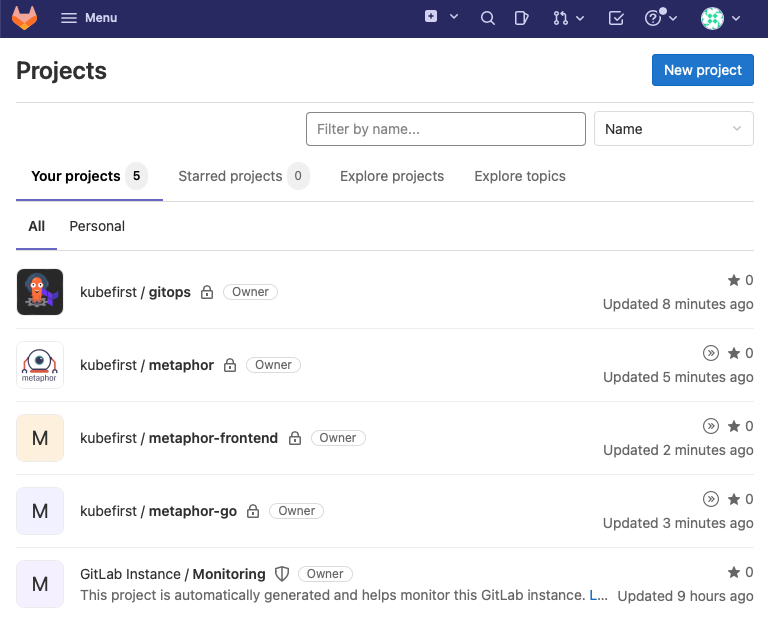 Menu
Projects
New project
Filter by name...
Name
Your projects 5 Starred projects 0 Explore projects Explore topics
All Personal
kubefirst / gitops Owner
0
Updated 8 minutes ago
metaphor
kubefirst / metaphor Owner
0
Updated 5 minutes ago
M
kubefirst / metaphor-frontend Owner
0
Updated 2 minutes ago
M
kubefirst / metaphor-go Owner
0
Updated 3 minutes ago
M
GitLab Instance / Monitoring Owner
0
This project is automatically generated and helps monitor this GitLab instance. L...
Updated 9 hours ago